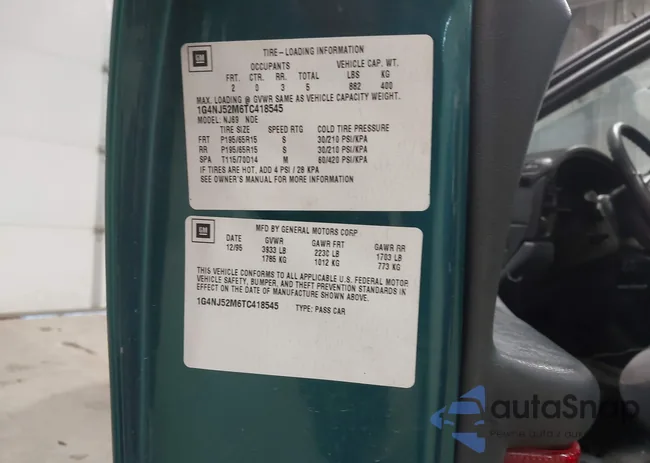 GM
TIRE-LOADING INFORMATION
OCCUPANTS VEHICLE CAP. WT.
FRT. CTR. RR. TOTAL LBS KG
2 0 3 5 882 400
MAX. LOADING @ GVWR SAME AS VEHICLE CAPACITY WEIGHT.
1G4NJ52M6TC418545
MODEL: NJ69 NDE
TIRE SIZE SPEED RTG COLD TIRE PRESSURE
FRT P195/65R15 S 30/210 PSI/KPA
RR P195/65R15 S 30/210 PSI/KPA
SPA T115/70D14 M 60/420 PSI/KPA
IF TIRES ARE HOT, ADD 4 PSI / 28 KPA
SEE OWNER'S MANUAL FOR MORE INFORMATION
GM
MFD BY GENERAL MOTORS CORP
DATE GVWR GAWR FRT GAWR RR
12/95 3933 LB 2230 LB 1703 LB
1785 KG 1012 KG 773 KG
THIS VEHICLE CONFORMS TO ALL APPLICABLE U.S. FEDERAL MOTOR
VEHICLE SAFETY, BUMPER, AND THEFT PREVENTION STANDARDS IN
EFFECT ON THE DATE OF MANUFACTURE SHOWN ABOVE.
1G4NJ52M6TC418545 TYPE: PASS CAR
autaSnap